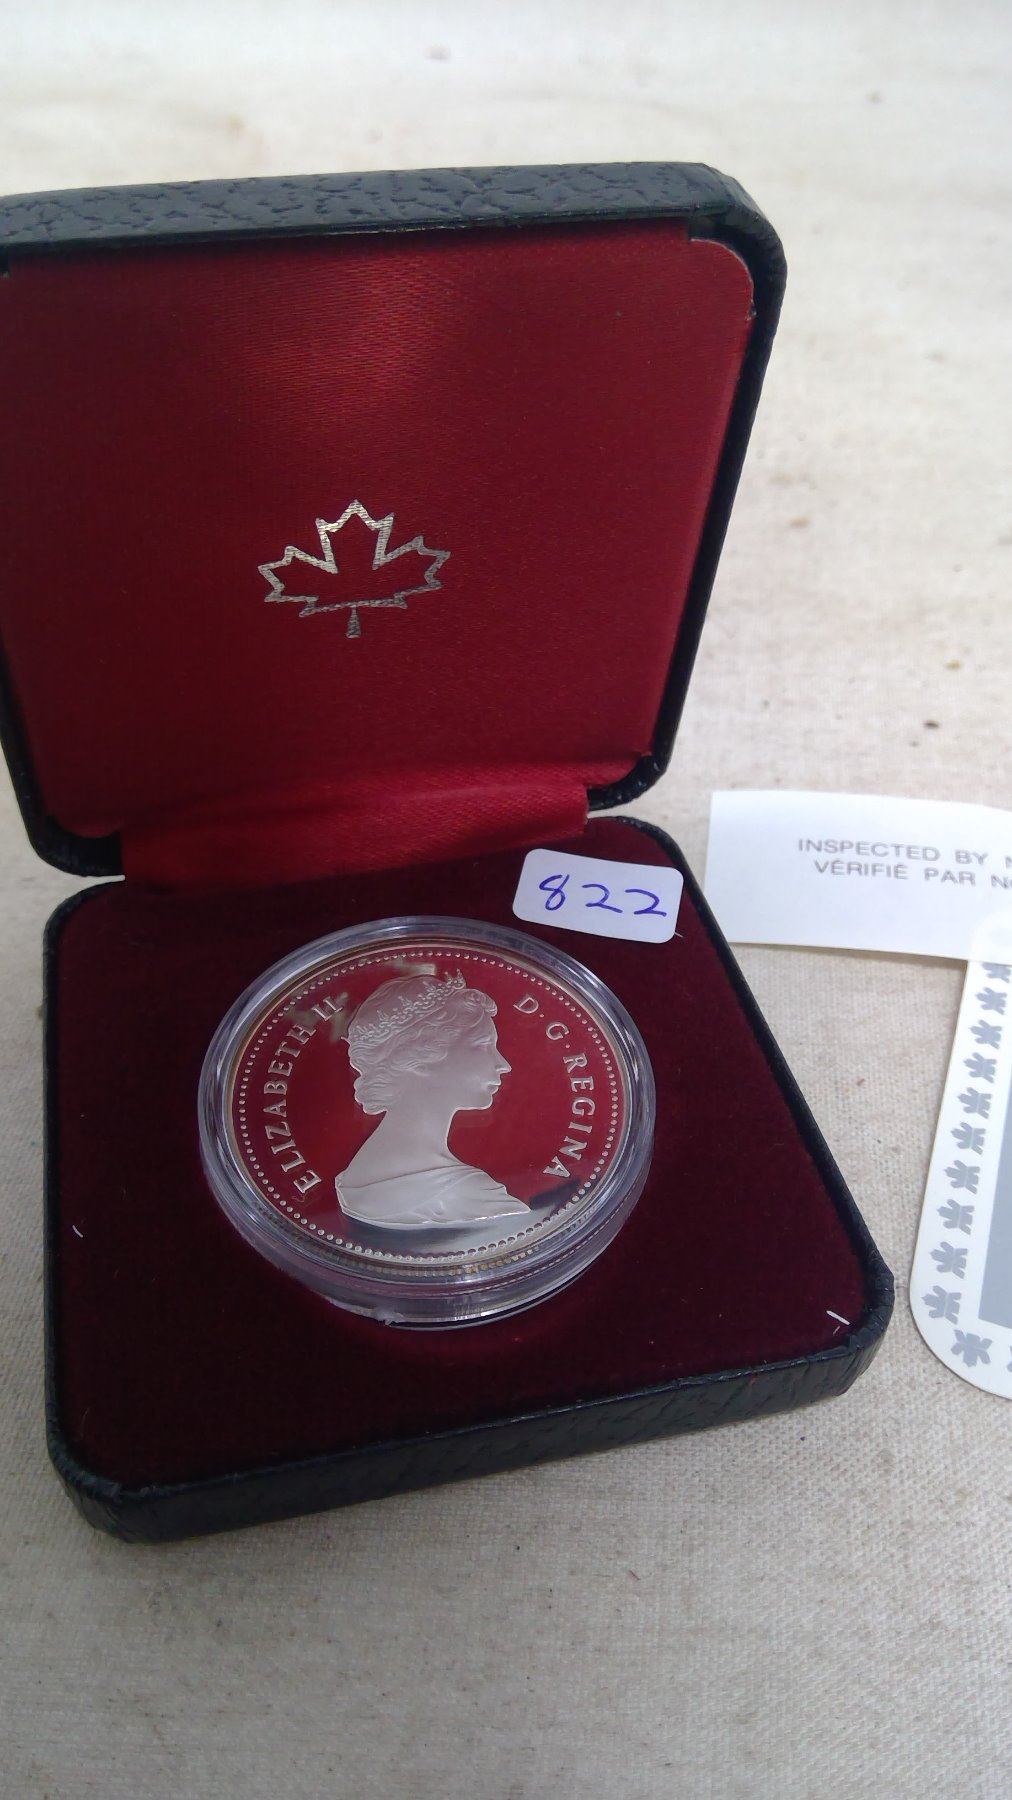 INSPECTED BY
VÉRIFIÉ PAR
822
ELIZABETH II D·G·REGINA